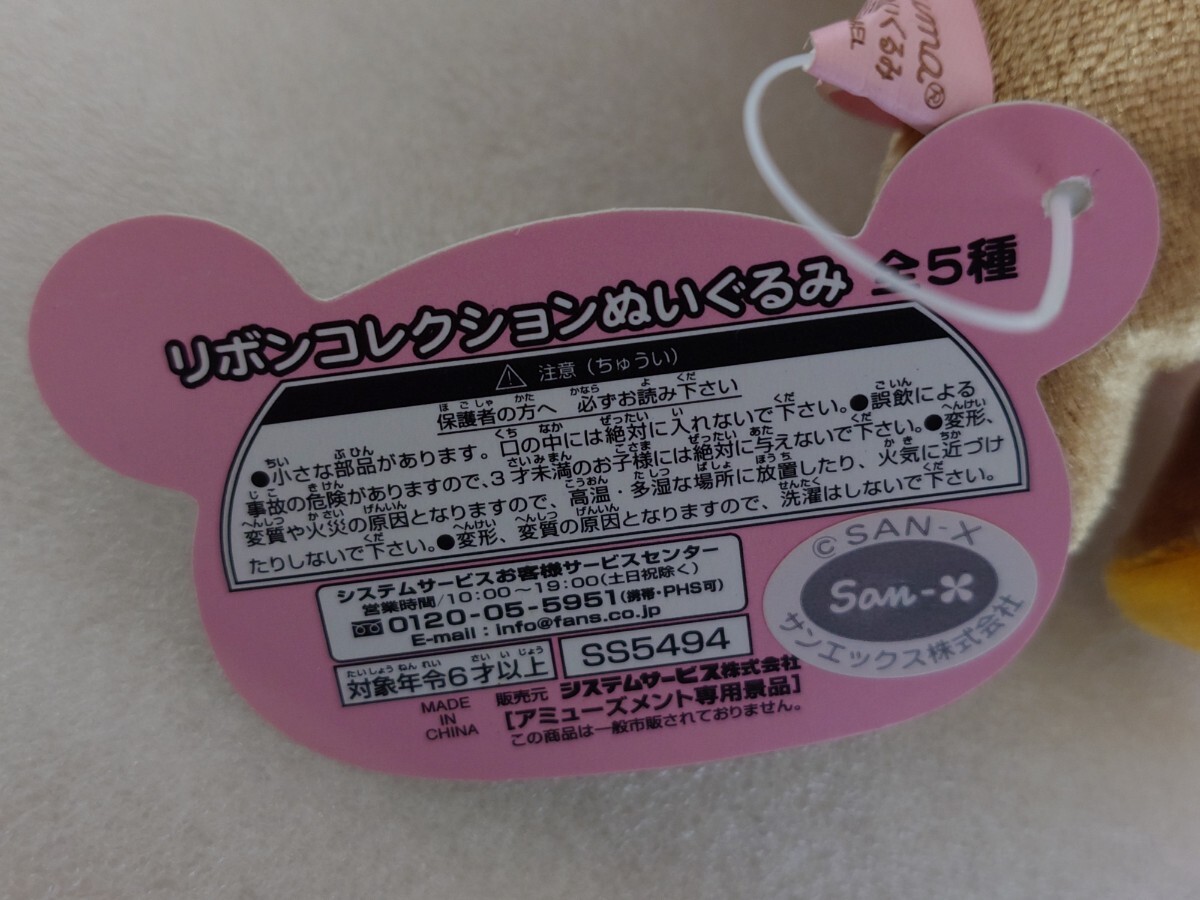 uma®
いぐるみ
リボンコレクションぬいぐるみ 全5種
注意(ちゅうい)
保護者の方へ 必ずお読み下さい
●小さな部品があります。口の中には絶対に入れないで下さい。●誤飲による
事故の危険がありますので、3才未満のお子様には絶対に与えないで下さい。●変形、
変質や火災の原因となりますので、高温・多湿な場所に放置したり、火気に近づけ
たりしないで下さい。●変形、変質の原因となりますので、洗濯はしないで下さい。
システムサービスお客様サービスセンター
営業時間/10:00～19:00(土日祝除く)
0120-05-5951(携帯・PHS可)
E-mail : info@fans.co.jp
対象年令6才以上
SS5494
MADE
IN
CHINA
販売元 システムサービス株式会社
[アミューズメント専用景品]
この商品は一般市販されておりません。
©SAN-X
San-X
サンエックス株式会社